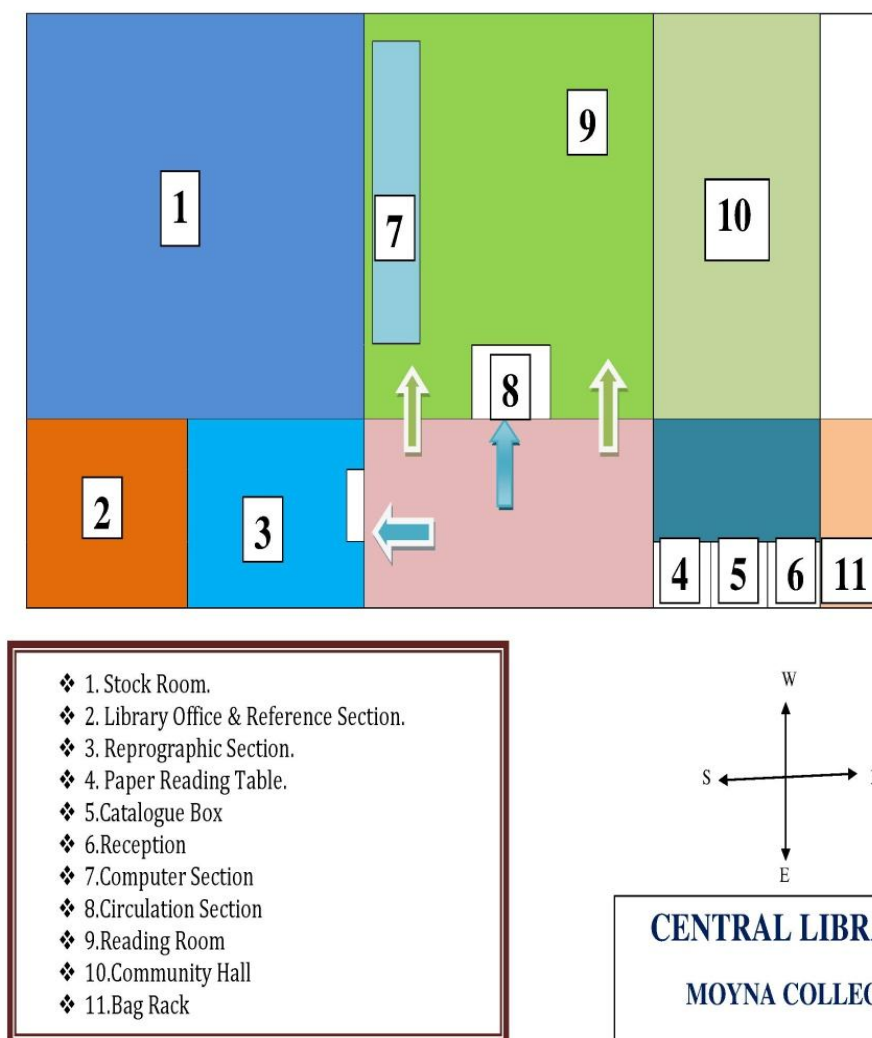 9
1
7
10
8
2
3
4 5 6 11
❖ 1. Stock Room.
❖ 2. Library Office & Reference Section.
❖ 3. Reprographic Section.
❖ 4. Paper Reading Table.
❖ 5.Catalogue Box
❖ 6.Reception
❖ 7.Computer Section
❖ 8.Circulation Section
❖ 9.Reading Room
❖ 10.Community Hall
❖ 11.Bag Rack
W
S
E
CENTRAL
MOYNA